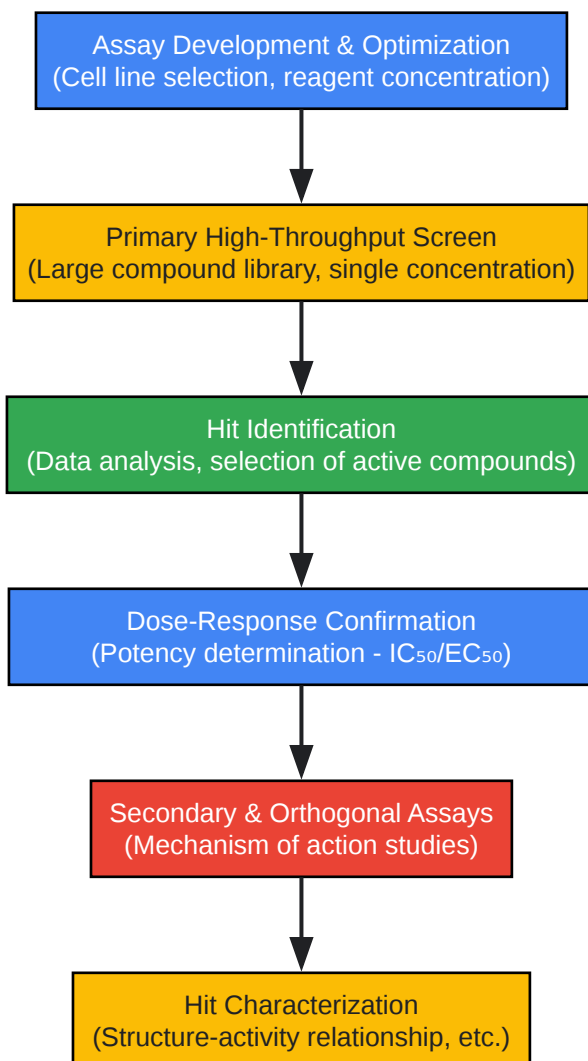 Assay Development & Optimization
(Cell line selection, reagent concentration)
Primary High-Throughput Screen
(Large compound library, single concentration)
Hit Identification
(Data analysis, selection of active compounds)
Dose-Response Confirmation
(Potency determination - IC₅₀/EC₅₀)
Secondary & Orthogonal Assays
(Mechanism of action studies)
Hit Characterization
(Structure-activity relationship, etc.)